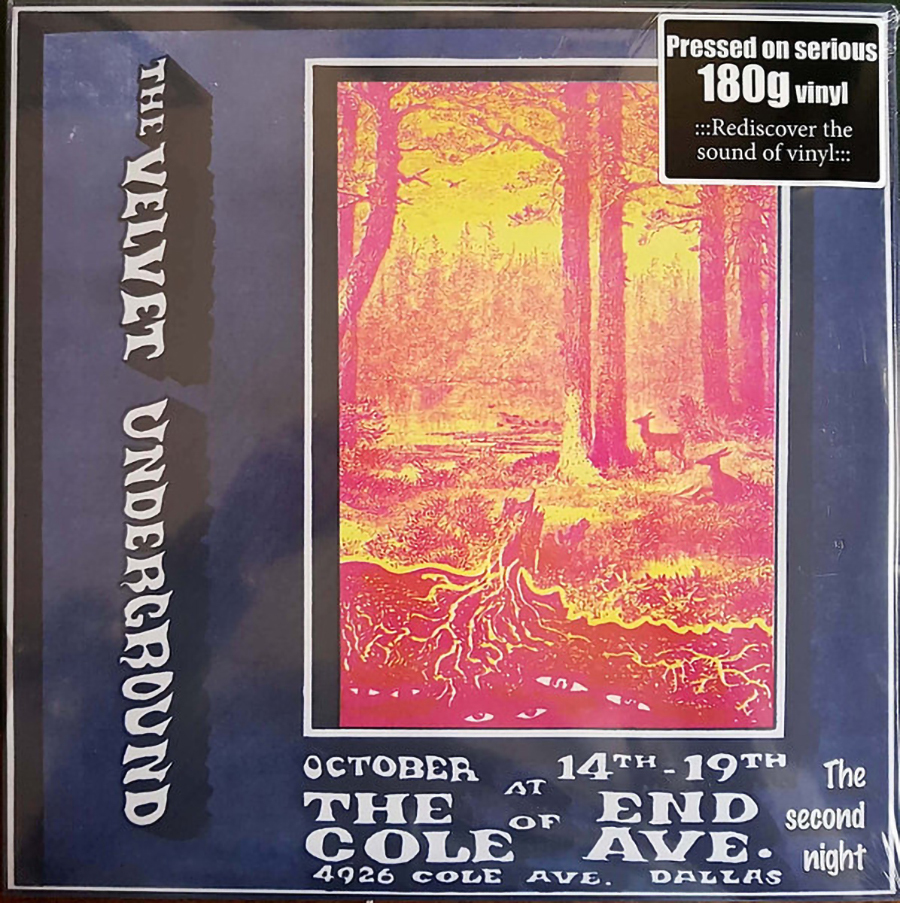 Pressed on serious
180g vinyl
:::Rediscover the
sound of vinyl:::
THE VELVET UNDERGROUND
OCTOBER 14TH-19TH
AT
THE END
OF
COLE AVE.
4926 COLE AVE. DALLAS
The
second
night